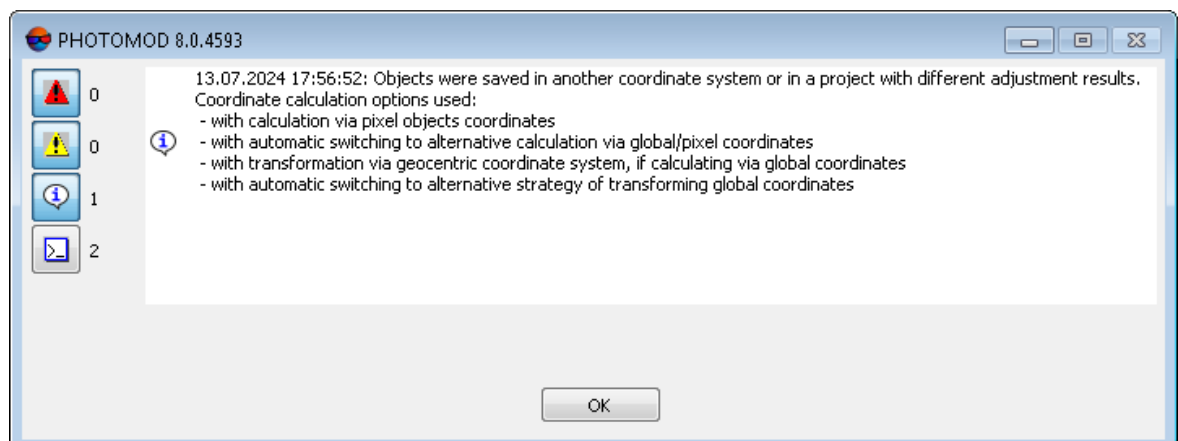 PHOTOMOD 8.0.4593
0
0
1
2
13.07.2024 17:56:52: Objects were saved in another coordinate system or in a project with different adjustment results.
Coordinate calculation options used:
- with calculation via pixel objects coordinates
- with automatic switching to alternative calculation via global/pixel coordinates
- with transformation via geocentric coordinate system, if calculating via global coordinates
- with automatic switching to alternative strategy of transforming global coordinates
OK